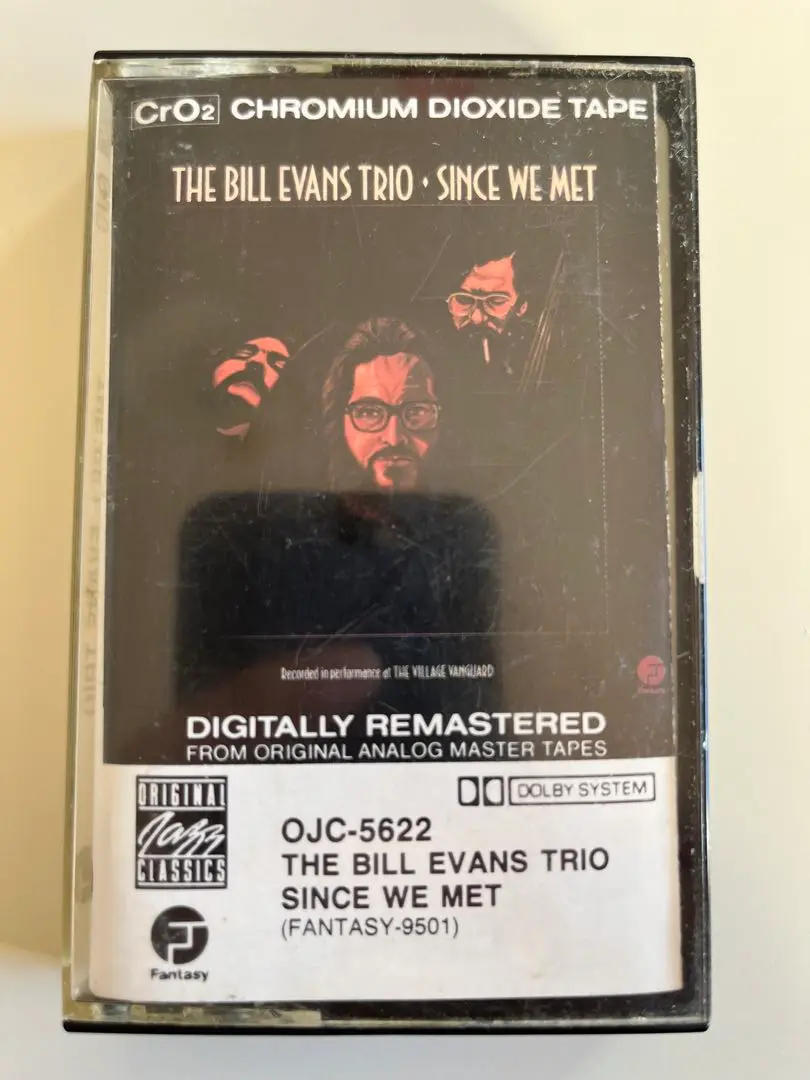 CrO2 CHROMIUM DIOXIDE TAPE
THE BILL EVANS TRIO · SINCE WE MET
Recorded in performance at THE VILLAGE VANGUARD
Fantasy
DIGITALLY REMASTERED
FROM ORIGINAL ANALOG MASTER TAPES
ORIGINAL
Jazz
CLASSICS
DOLBY SYSTEM
OJC-5622
THE BILL EVANS TRIO
SINCE WE MET
(FANTASY-9501)
Fantasy